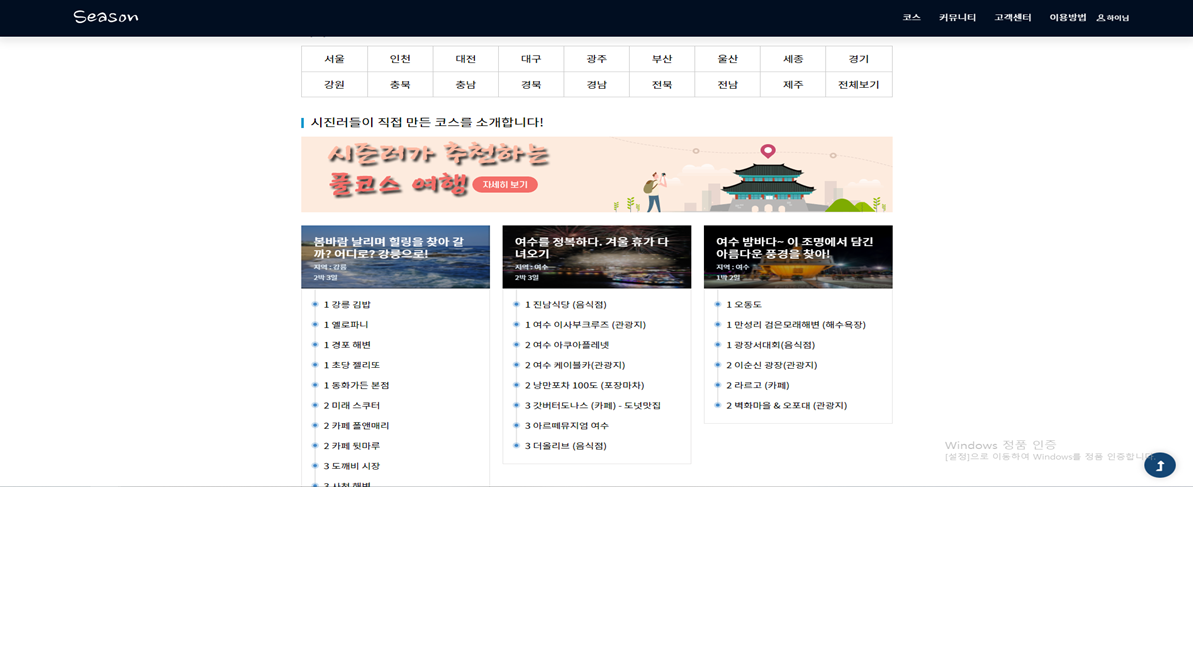 Season
코스 커뮤니티 고객센터 이용방법 하이님
서울 인천 대전 대구 광주 부산 울산 세종 경기
강원 충북 충남 경북 경남 전북 전남 제주 전체보기
시진러들이 직접 만든 코스를 소개합니다!
시즌러가 추천하는
풀코스 여행 자세히 보기
봄바람 날리며 힐링을 찾아 갈
까? 어디로? 강릉으로!
지역 : 강릉
2박 3일
1 강릉 김밥
1 엘로파니
1 경포 해변
1 초당 젤리또
1 동화가든 본점
2 미래 스쿠터
2 카페 폴앤매리
2 카페 뒷마루
3 도깨비 시장
3 사천 해변
여수를 정복하다. 겨울 휴가 다
녀오기
지역 : 여수
2박 3일
1 진남식당 (음식점)
1 여수 이사부크루즈 (관광지)
2 여수 아쿠아플레넷
2 여수 케이블카(관광지)
2 낭만포차 100도 (포장마차)
3 갓버터도나스 (카페) - 도넛맛집
3 아르떼뮤지엄 여수
3 더올리브 (음식점)
여수 밤바다~ 이 조명에서 담긴
아름다운 풍경을 찾아!
지역 : 여수
1박 2일
1 오동도
1 만성리 검은모래해변 (해수욕장)
1 광장서대회(음식점)
2 이순신 광장(관광지)
2 라르고 (카페)
2 벽화마을 & 오포대 (관광지)
Windows 정품 인증
[설정]으로 이동하여 Windows를 정품 인증합니다.